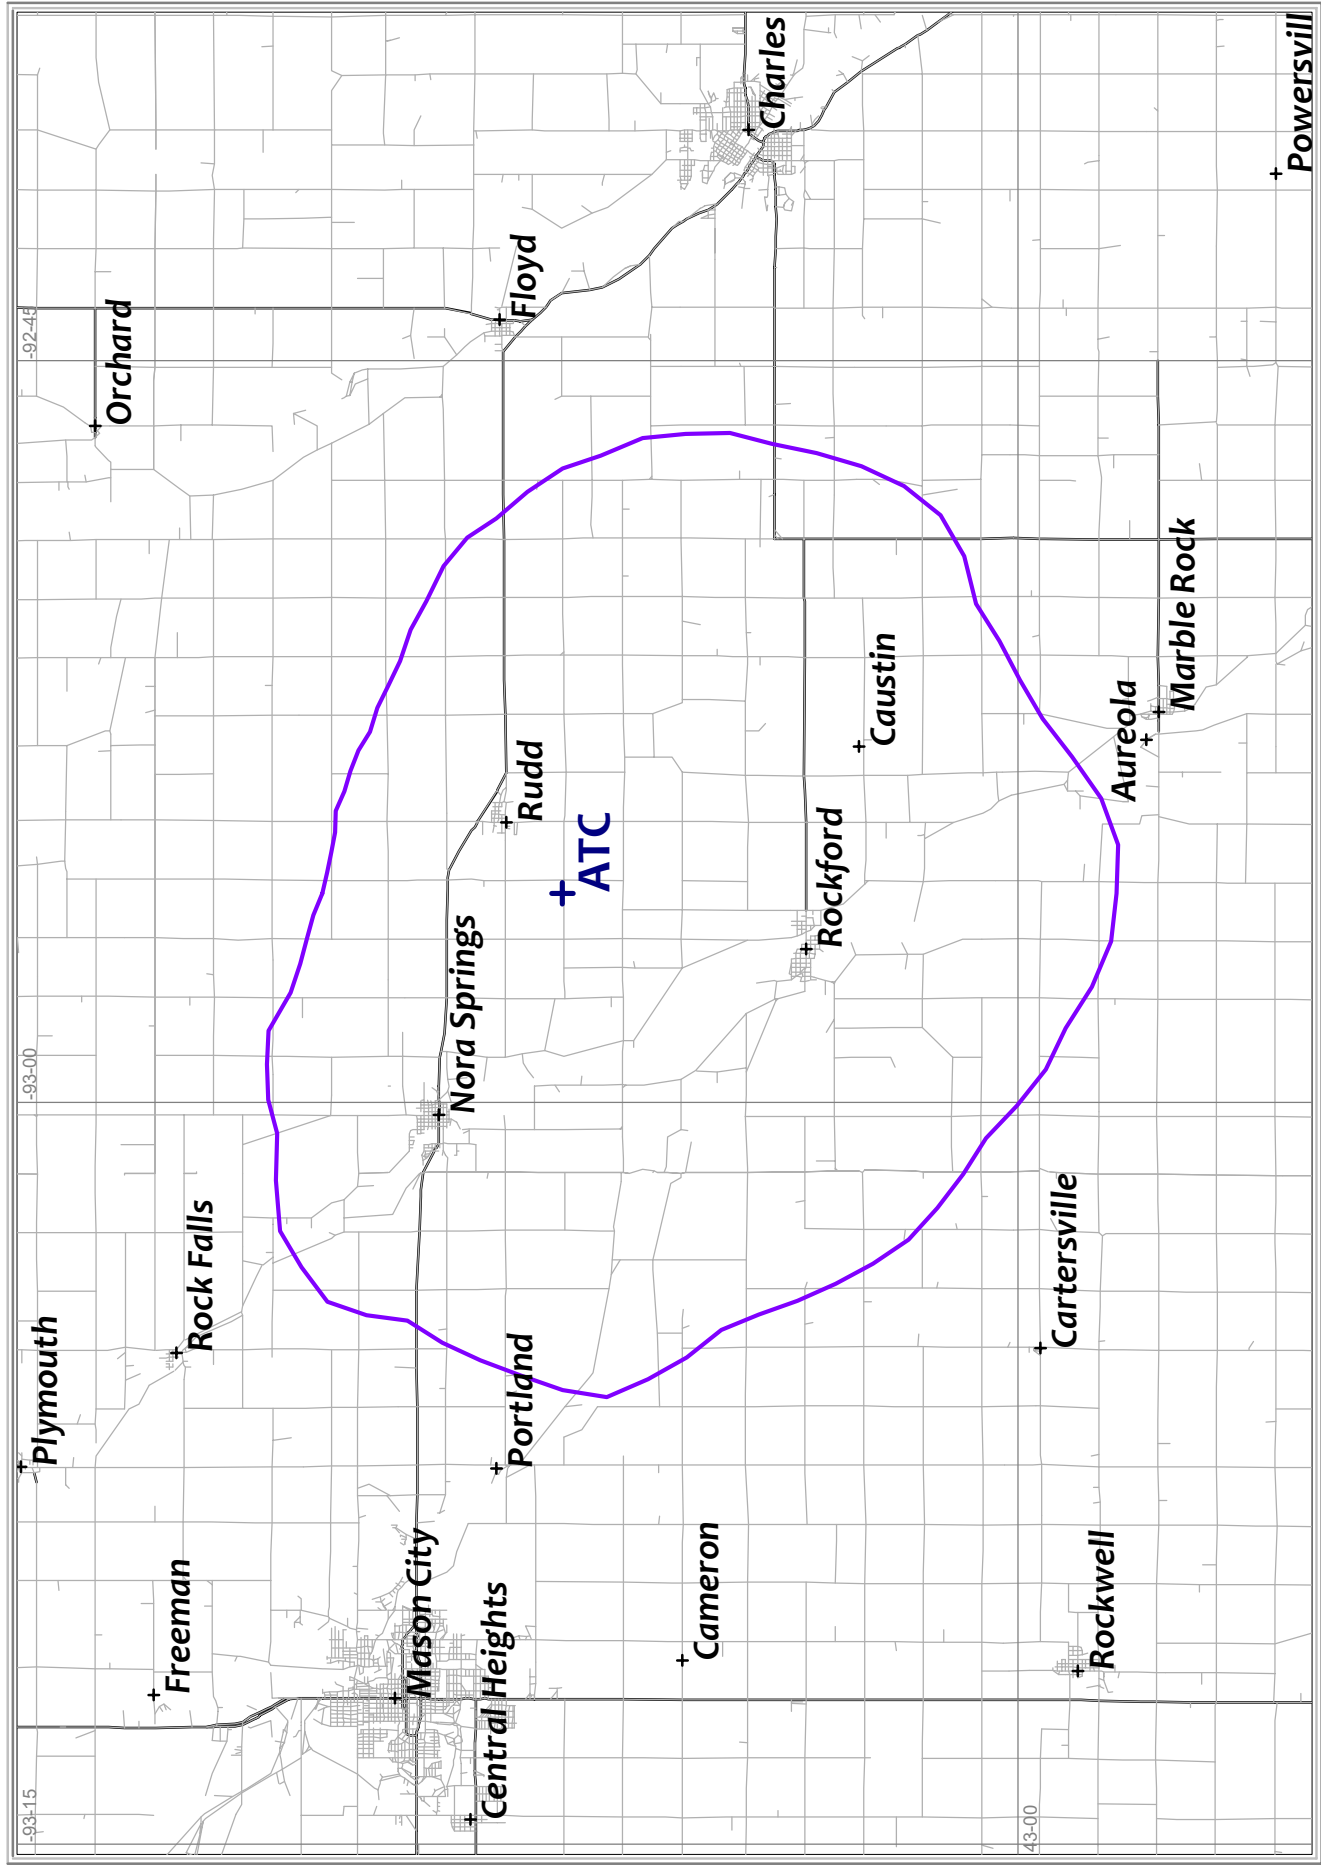 -93-15
-93-00
-92-45
43-00
Plymouth
Orchard
Freeman
Rock Falls
Mason City
Nora Springs
Floyd
Central Heights
Portland
Rudd
ATC
Cameron
Charles
Rockford
Caustin
Cartersville
Rockwell
Aureola
Marble Rock
Powersvill